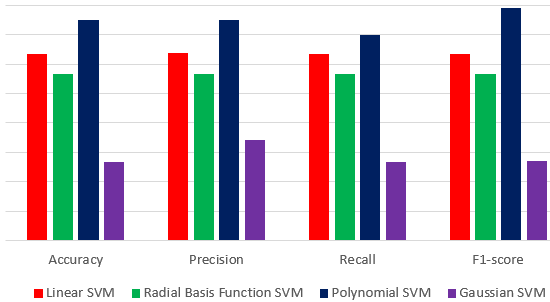 Accuracy Precision Recall F1-score
Linear SVM Radial Basis Function SVM Polynomial SVM Gaussian SVM